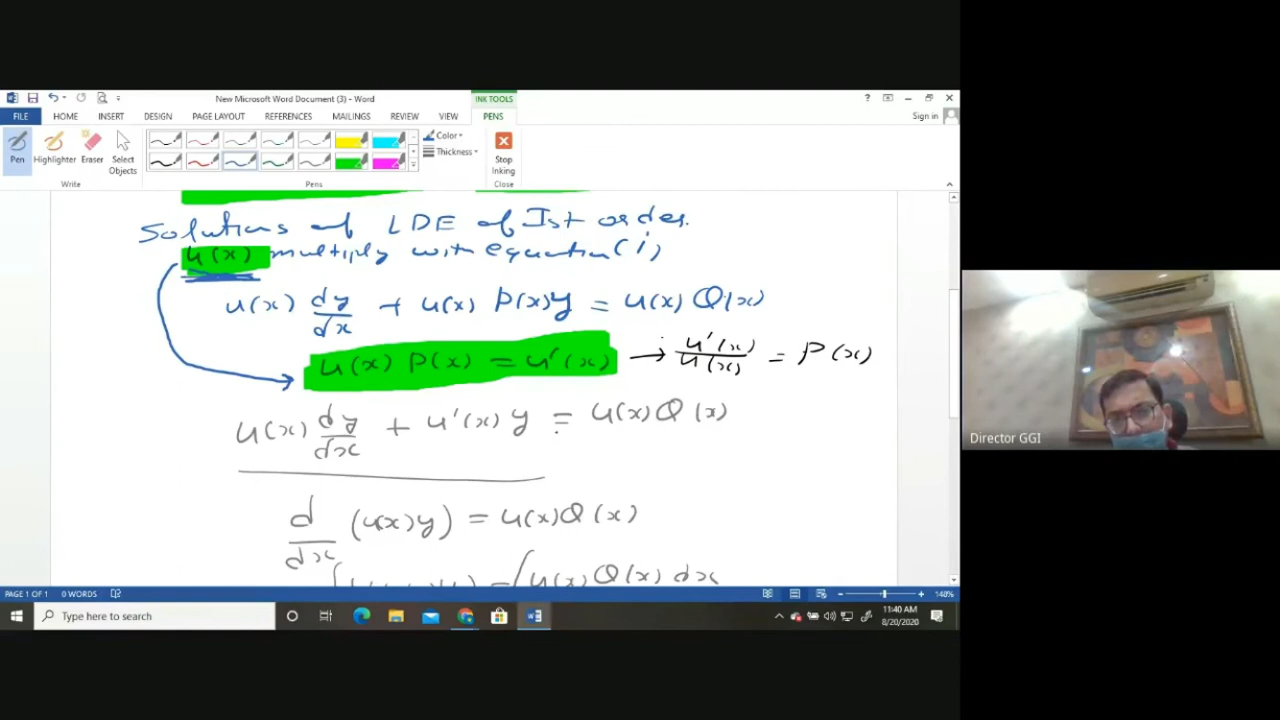 New Microsoft Word Document (3) - Word
INK TOOLS
Sign in
FILE HOME INSERT DESIGN PAGE LAYOUT REFERENCES MAILINGS REVIEW VIEW PENS
Pen Highlighter Eraser Select Objects
Color
Thickness
Stop Inking
Write Pens Close
Solutions of LDE of Ist order.
u(x) multiply with equation (i)
u(x) dy/dx + u(x) P(x)y = u(x) Q(x)
u(x) P(x) = u'(x) → u'(x)/u(x) = P(x)
u(x) dy/dx + u'(x) y = u(x) Q(x)
d/dx (u(x)y) = u(x)Q(x)
= ∫u(x) Q(x) dx
Director GGI
PAGE 1 OF 1 0 WORDS
148%
Type here to search
11:40 AM
8/20/2020